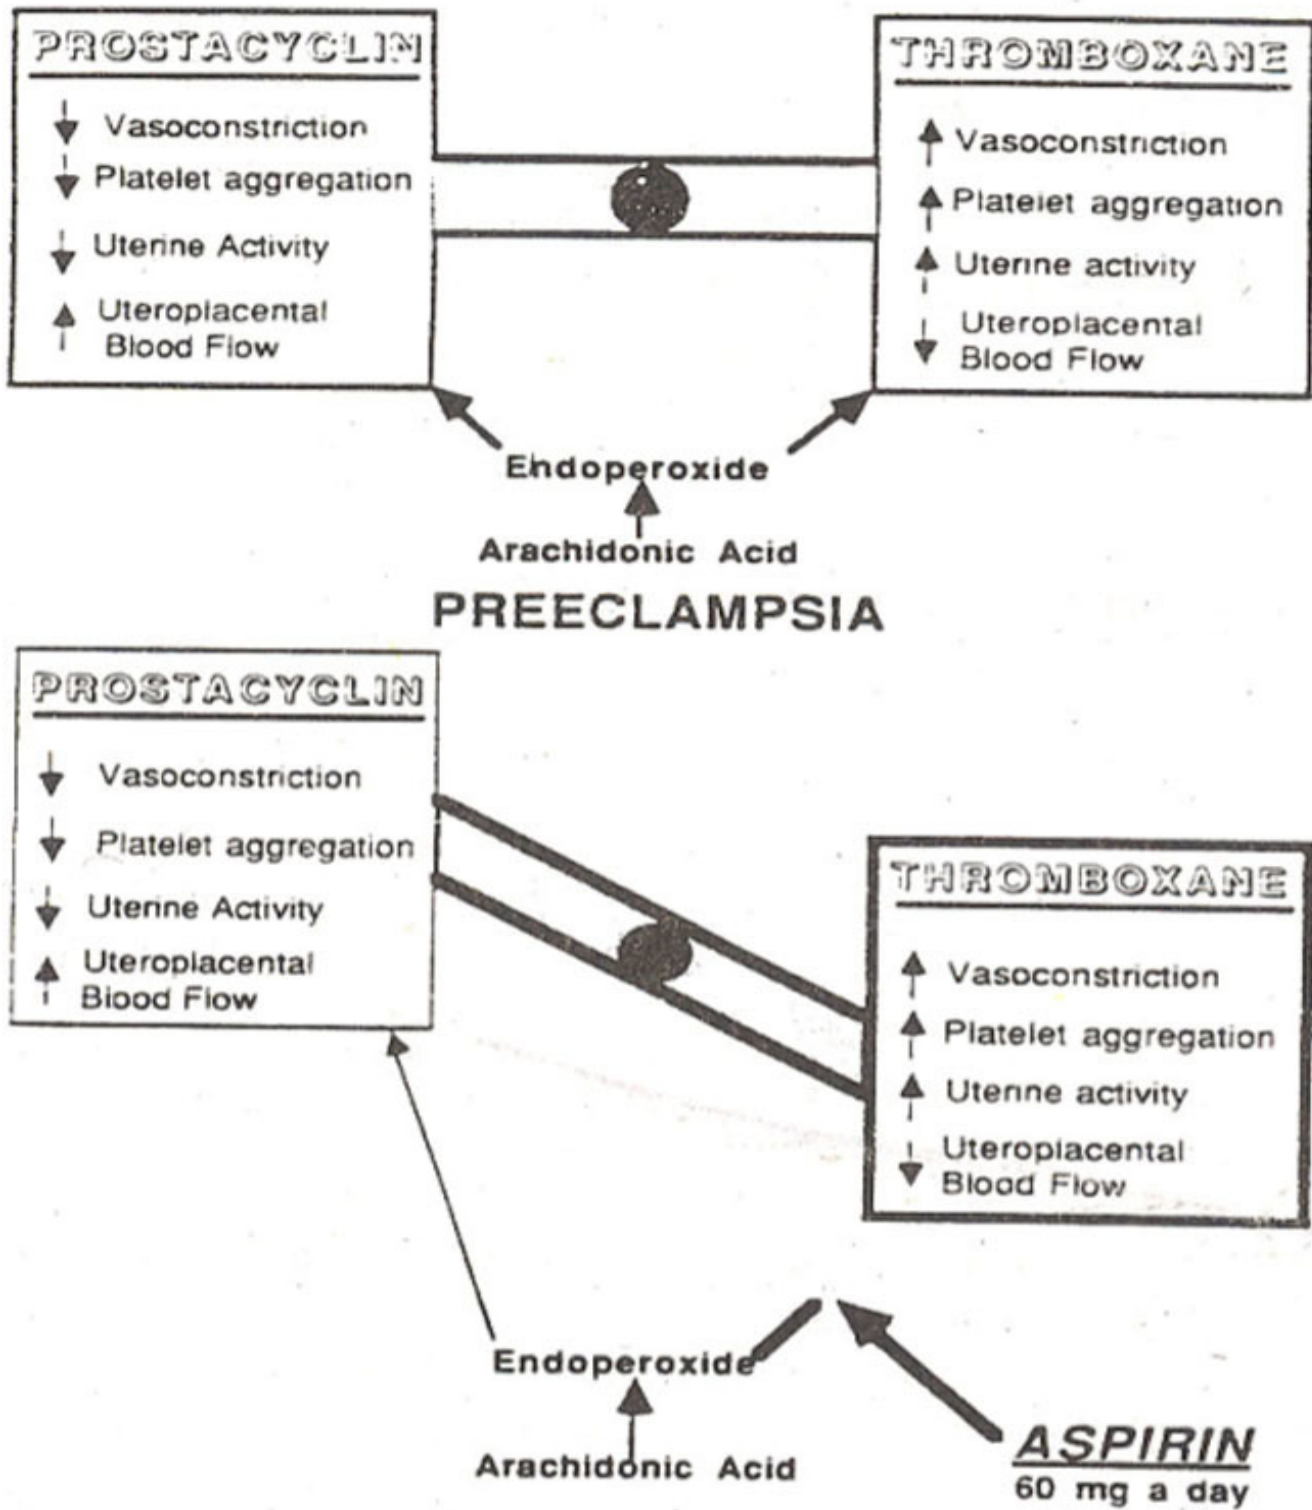 PROSTACYCLIN
Vasoconstriction
Platelet aggregation
Uterine Activity
Uteroplacental
Blood Flow
THROMBOXANE
Vasoconstriction
Platelet aggregation
Uterine activity
Uteroplacental
Blood Flow
Endoperoxide
Arachidonic Acid
PREECLAMPSIA
PROSTACYCLIN
Vasoconstriction
Platelet aggregation
Uterine Activity
Uteroplacental
Blood Flow
THROMBOXANE
Vasoconstriction
Platelet aggregation
Uterine activity
Uteroplacental
Blood Flow
Endoperoxide
Arachidonic Acid
ASPIRIN
60 mg a day